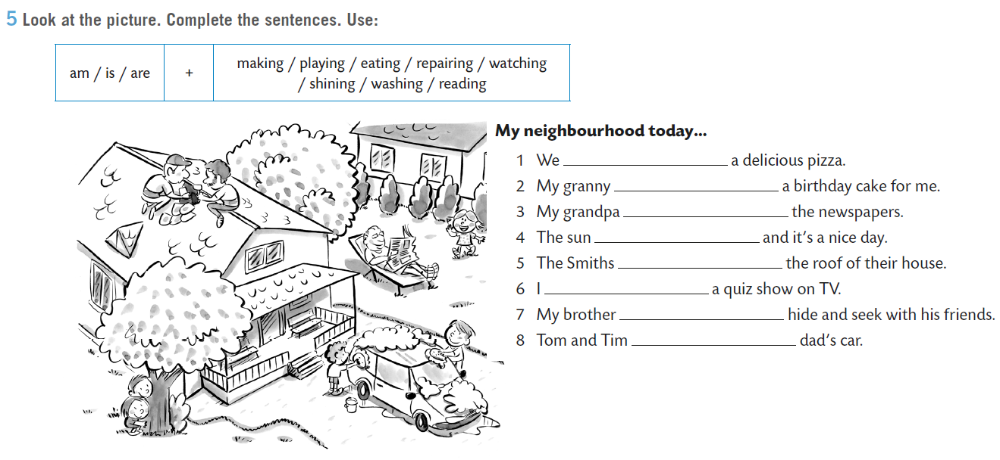 5 Look at the picture. Complete the sentences. Use:
am / is / are + making / playing / eating / repairing / watching
/ shining / washing / reading
My neighbourhood today...
1 We ____________________ a delicious pizza.
2 My granny ____________________ a birthday cake for me.
3 My grandpa ____________________ the newspapers.
4 The sun ____________________ and it's a nice day.
5 The Smiths ____________________ the roof of their house.
6 I ____________________ a quiz show on TV.
7 My brother ____________________ hide and seek with his friends.
8 Tom and Tim ____________________ dad's car.